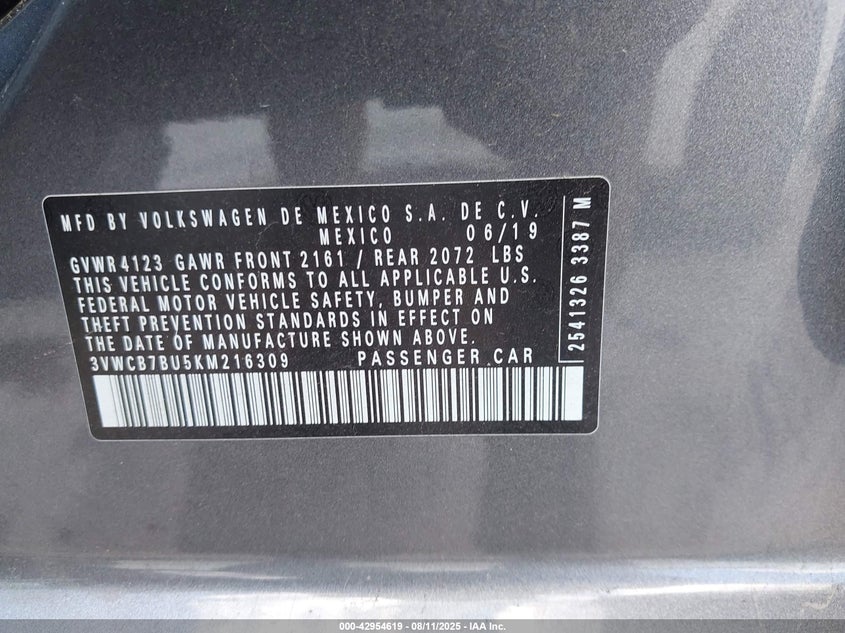 MFD BY VOLKSWAGEN DE MEXICO S.A. DE C.V.
MEXICO 06/19
GVWR 4123 GAWR FRONT 2161 / REAR 2072 LBS
THIS VEHICLE CONFORMS TO ALL APPLICABLE U.S.
FEDERAL MOTOR VEHICLE SAFETY, BUMPER AND
THEFT PREVENTION STANDARDS IN EFFECT ON
THE DATE OF MANUFACTURE SHOWN ABOVE.
3VWCB7BU5KM216309 PASSENGER CAR
2541326 3387 M
000-42954619 - 08/11/2025 - IAA Inc.